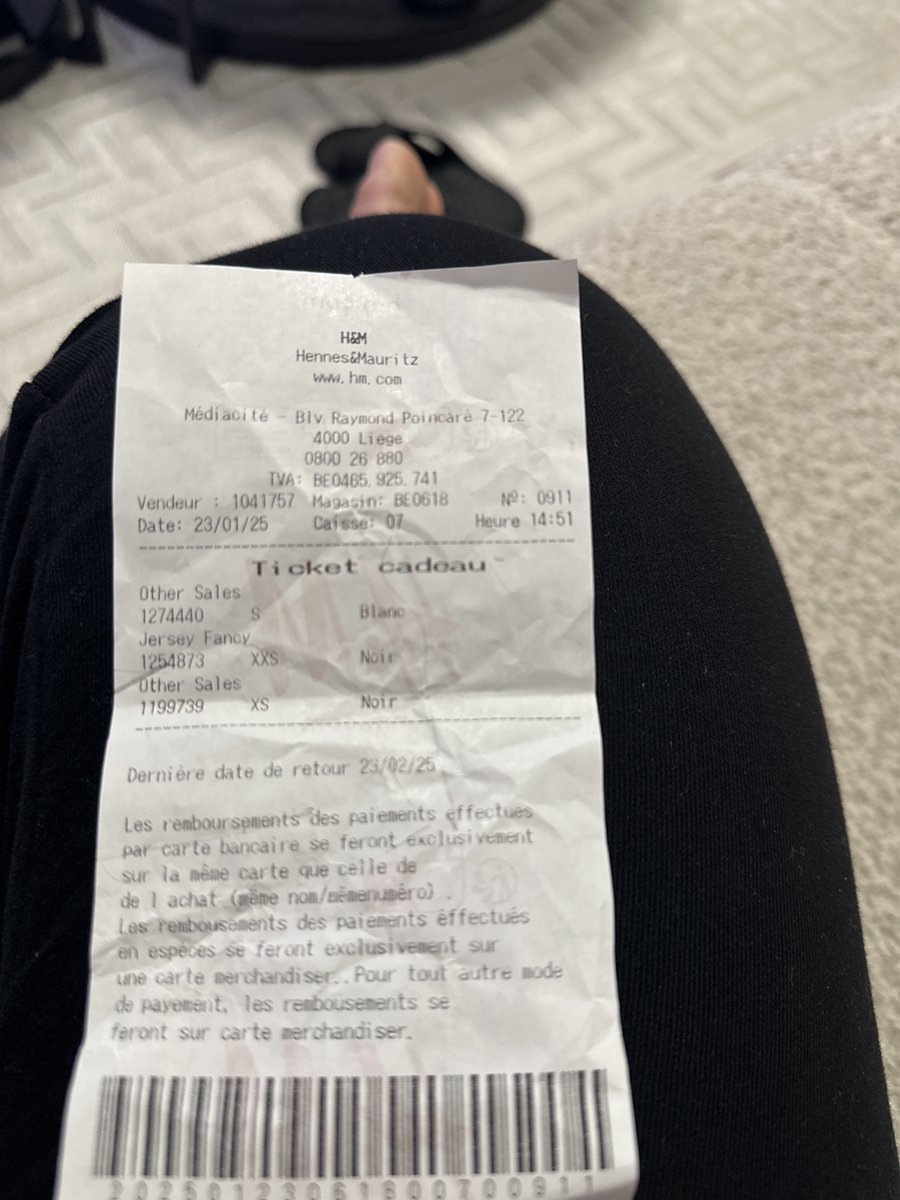 H&M
Hennes&Mauritz
www.hm.com
Médiacité - Blv Raymond Poincaré 7-122
4000 Liege
0800 26 880
TVA: BE0465.925.741
Vendeur : 1041757 Magasin: BE0618 Nº: 0911
Date: 23/01/25 Caisse: 07 Heure 14:51
Ticket cadeau
Other Sales
1274440 S Blanc
Jersey Fancy
1254873 XXS Noir
Other Sales
1199739 XS Noir
Dernière date de retour 23/02/25
Les remboursements des paiements effectués
par carte bancaire se feront exclusivement
sur la même carte que celle de
de l achat (même nom/mêmenuméro) .
Les rembousements des paiements éffectués
en espèces se feront exclusivement sur
une carte merchandiser..Pour tout autre mode
de payement, les rembousements se
feront sur carte merchandiser.
20250123061800700911